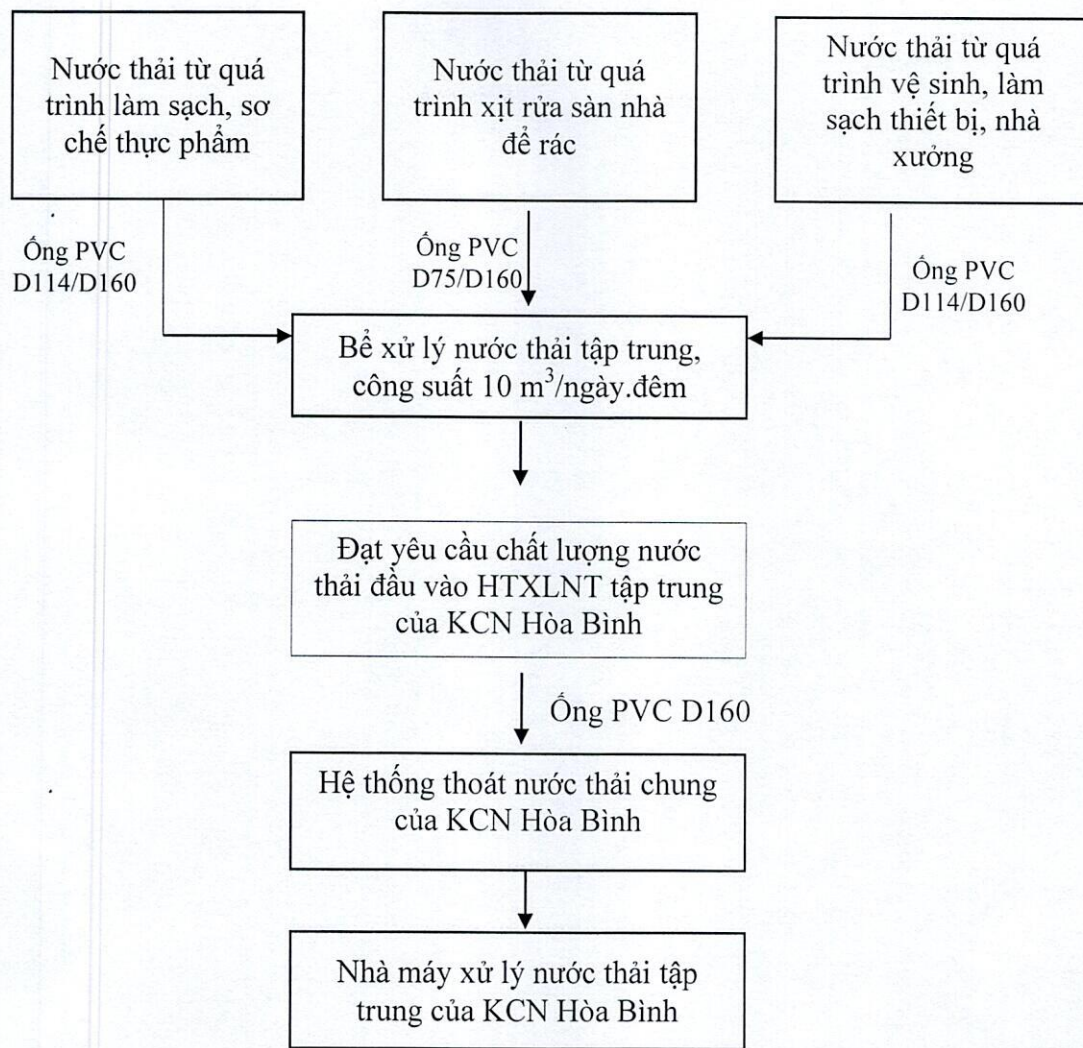 Nước thải từ quá
trình làm sạch, sơ
chế thực phẩm
Nước thải từ quá
trình xịt rửa sàn nhà
để rác
Nước thải từ quá
trình vệ sinh, làm
sạch thiết bị, nhà
xưởng
Ống PVC
D114/D160
Ống PVC
D75/D160
Ống PVC
D114/D160
Bể xử lý nước thải tập trung,
công suất 10 m³/ngày.đêm
Đạt yêu cầu chất lượng nước
thải đầu vào HTXLNT tập trung
của KCN Hòa Bình
Ống PVC D160
Hệ thống thoát nước thải chung
của KCN Hòa Bình
Nhà máy xử lý nước thải tập
trung của KCN Hòa Bình